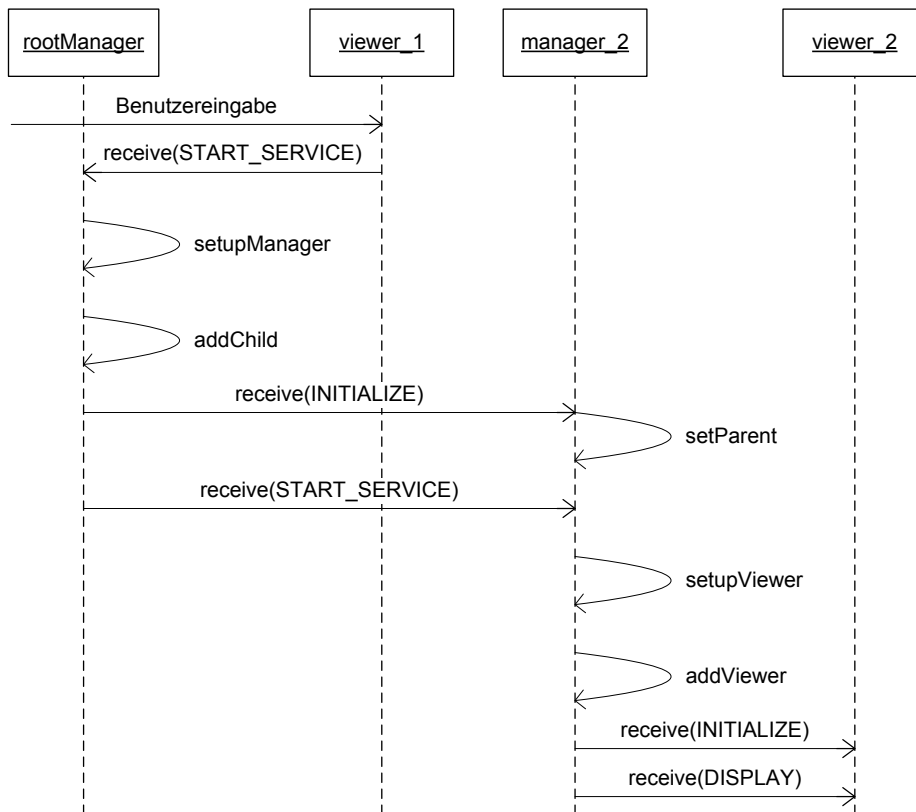 rootManager
viewer_1
manager_2
viewer_2
Benutzereingabe
receive(START_SERVICE)
setupManager
addChild
receive(INITIALIZE)
setParent
receive(START_SERVICE)
setupViewer
addViewer
receive(INITIALIZE)
receive(DISPLAY)